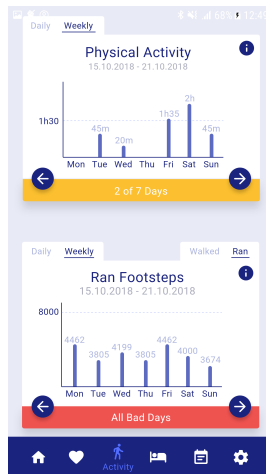 68% 12:49
Daily Weekly
Physical Activity
15.10.2018 - 21.10.2018
2h
1h35
1h30
45m 45m
20m
Mon Tue Wed Thu Fri Sat Sun
2 of 7 Days
Daily Weekly Walked Ran
Ran Footsteps
15.10.2018 - 21.10.2018
8000
4462 4462
4199
3805 3805 4000
3674
Mon Tue Wed Thu Fri Sat Sun
All Bad Days
Activity